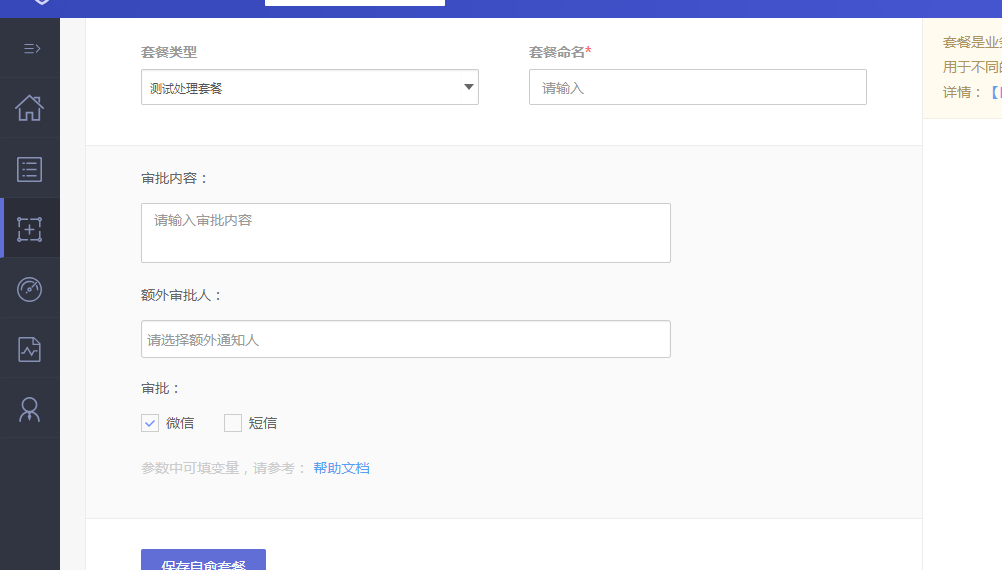 套餐类型
套餐命名*
测试处理套餐
请输入
套餐是业
用于不同
详情：【
审批内容：
请输入审批内容
额外审批人：
请选择额外通知人
审批：
微信
短信
参数中可填变量，请参考： 帮助文档
保存自愈套餐